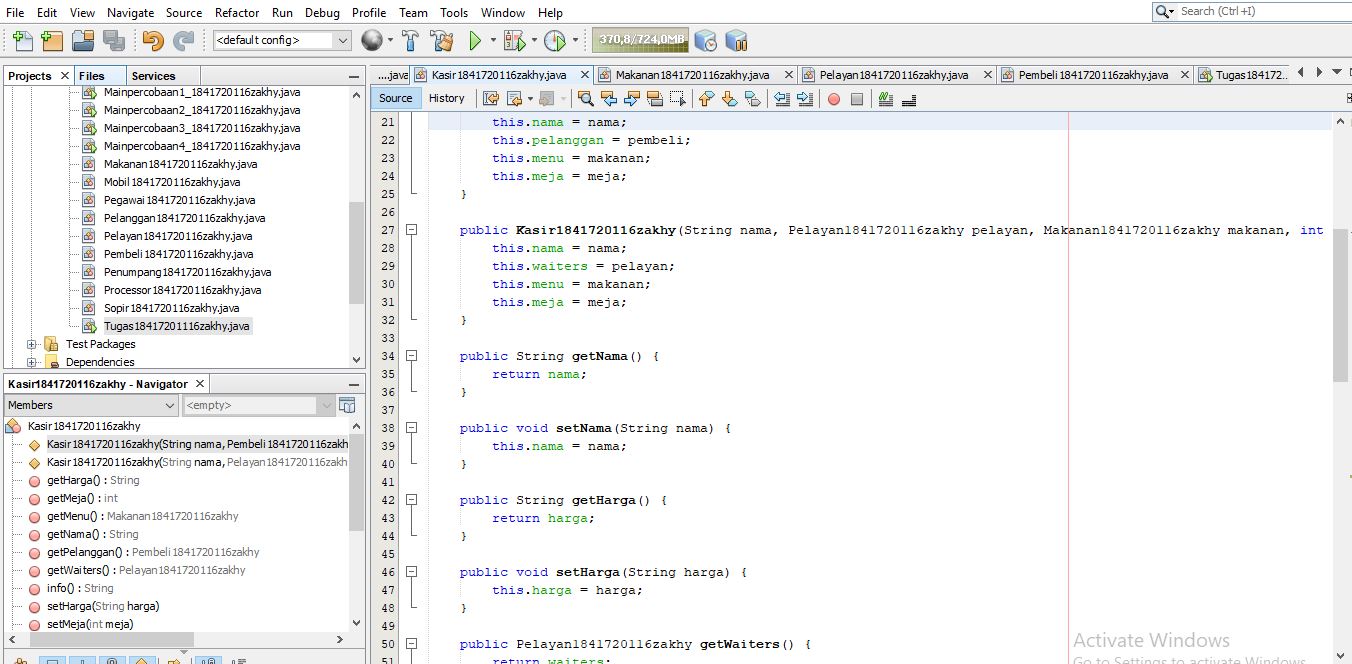 File Edit View Navigate Source Refactor Run Debug Profile Team Tools Window Help
Search (Ctrl+I)
<default config>
370,8/724,0MB
Projects Files Services
Mainpercobaan1_1841720116zakhy.java
Mainpercobaan2_1841720116zakhy.java
Mainpercobaan3_1841720116zakhy.java
Mainpercobaan4_1841720116zakhy.java
Makanan1841720116zakhy.java
Mobil1841720116zakhy.java
Pegawai1841720116zakhy.java
Pelanggan1841720116zakhy.java
Pelayan1841720116zakhy.java
Pembeli1841720116zakhy.java
Penumpang1841720116zakhy.java
Processor1841720116zakhy.java
Sopir1841720116zakhy.java
Tugas18417201116zakhy.java
Test Packages
Dependencies
Kasir1841720116zakhy - Navigator
Members <empty>
Kasir1841720116zakhy
Kasir1841720116zakhy(String nama, Pembeli1841720116zakh
Kasir1841720116zakhy(String nama, Pelayan1841720116zakh
getHarga() : String
getMeja() : int
getMenu() : Makanan1841720116zakhy
getNama() : String
getPelanggan() : Pembeli1841720116zakhy
getWaiters() : Pelayan1841720116zakhy
info() : String
setHarga(String harga)
setMeja(int meja)
....java Kasir1841720116zakhy.java Makanan1841720116zakhy.java Pelayan1841720116zakhy.java Pembeli1841720116zakhy.java Tugas184172...
Source History
21 this.nama = nama;
22 this.pelanggan = pembeli;
23 this.menu = makanan;
24 this.meja = meja;
25 }
26
27 public Kasir1841720116zakhy(String nama, Pelayan1841720116zakhy pelayan, Makanan1841720116zakhy makanan, int
28 this.nama = nama;
29 this.waiters = pelayan;
30 this.menu = makanan;
31 this.meja = meja;
32 }
33
34 public String getNama() {
35 return nama;
36 }
37
38 public void setNama(String nama) {
39 this.nama = nama;
40 }
41
42 public String getHarga() {
43 return harga;
44 }
45
46 public void setHarga(String harga) {
47 this.harga = harga;
48 }
49
50 public Pelayan1841720116zakhy getWaiters() {
51 return waiters;
Activate Windows
Go to Settings to activate Windows.